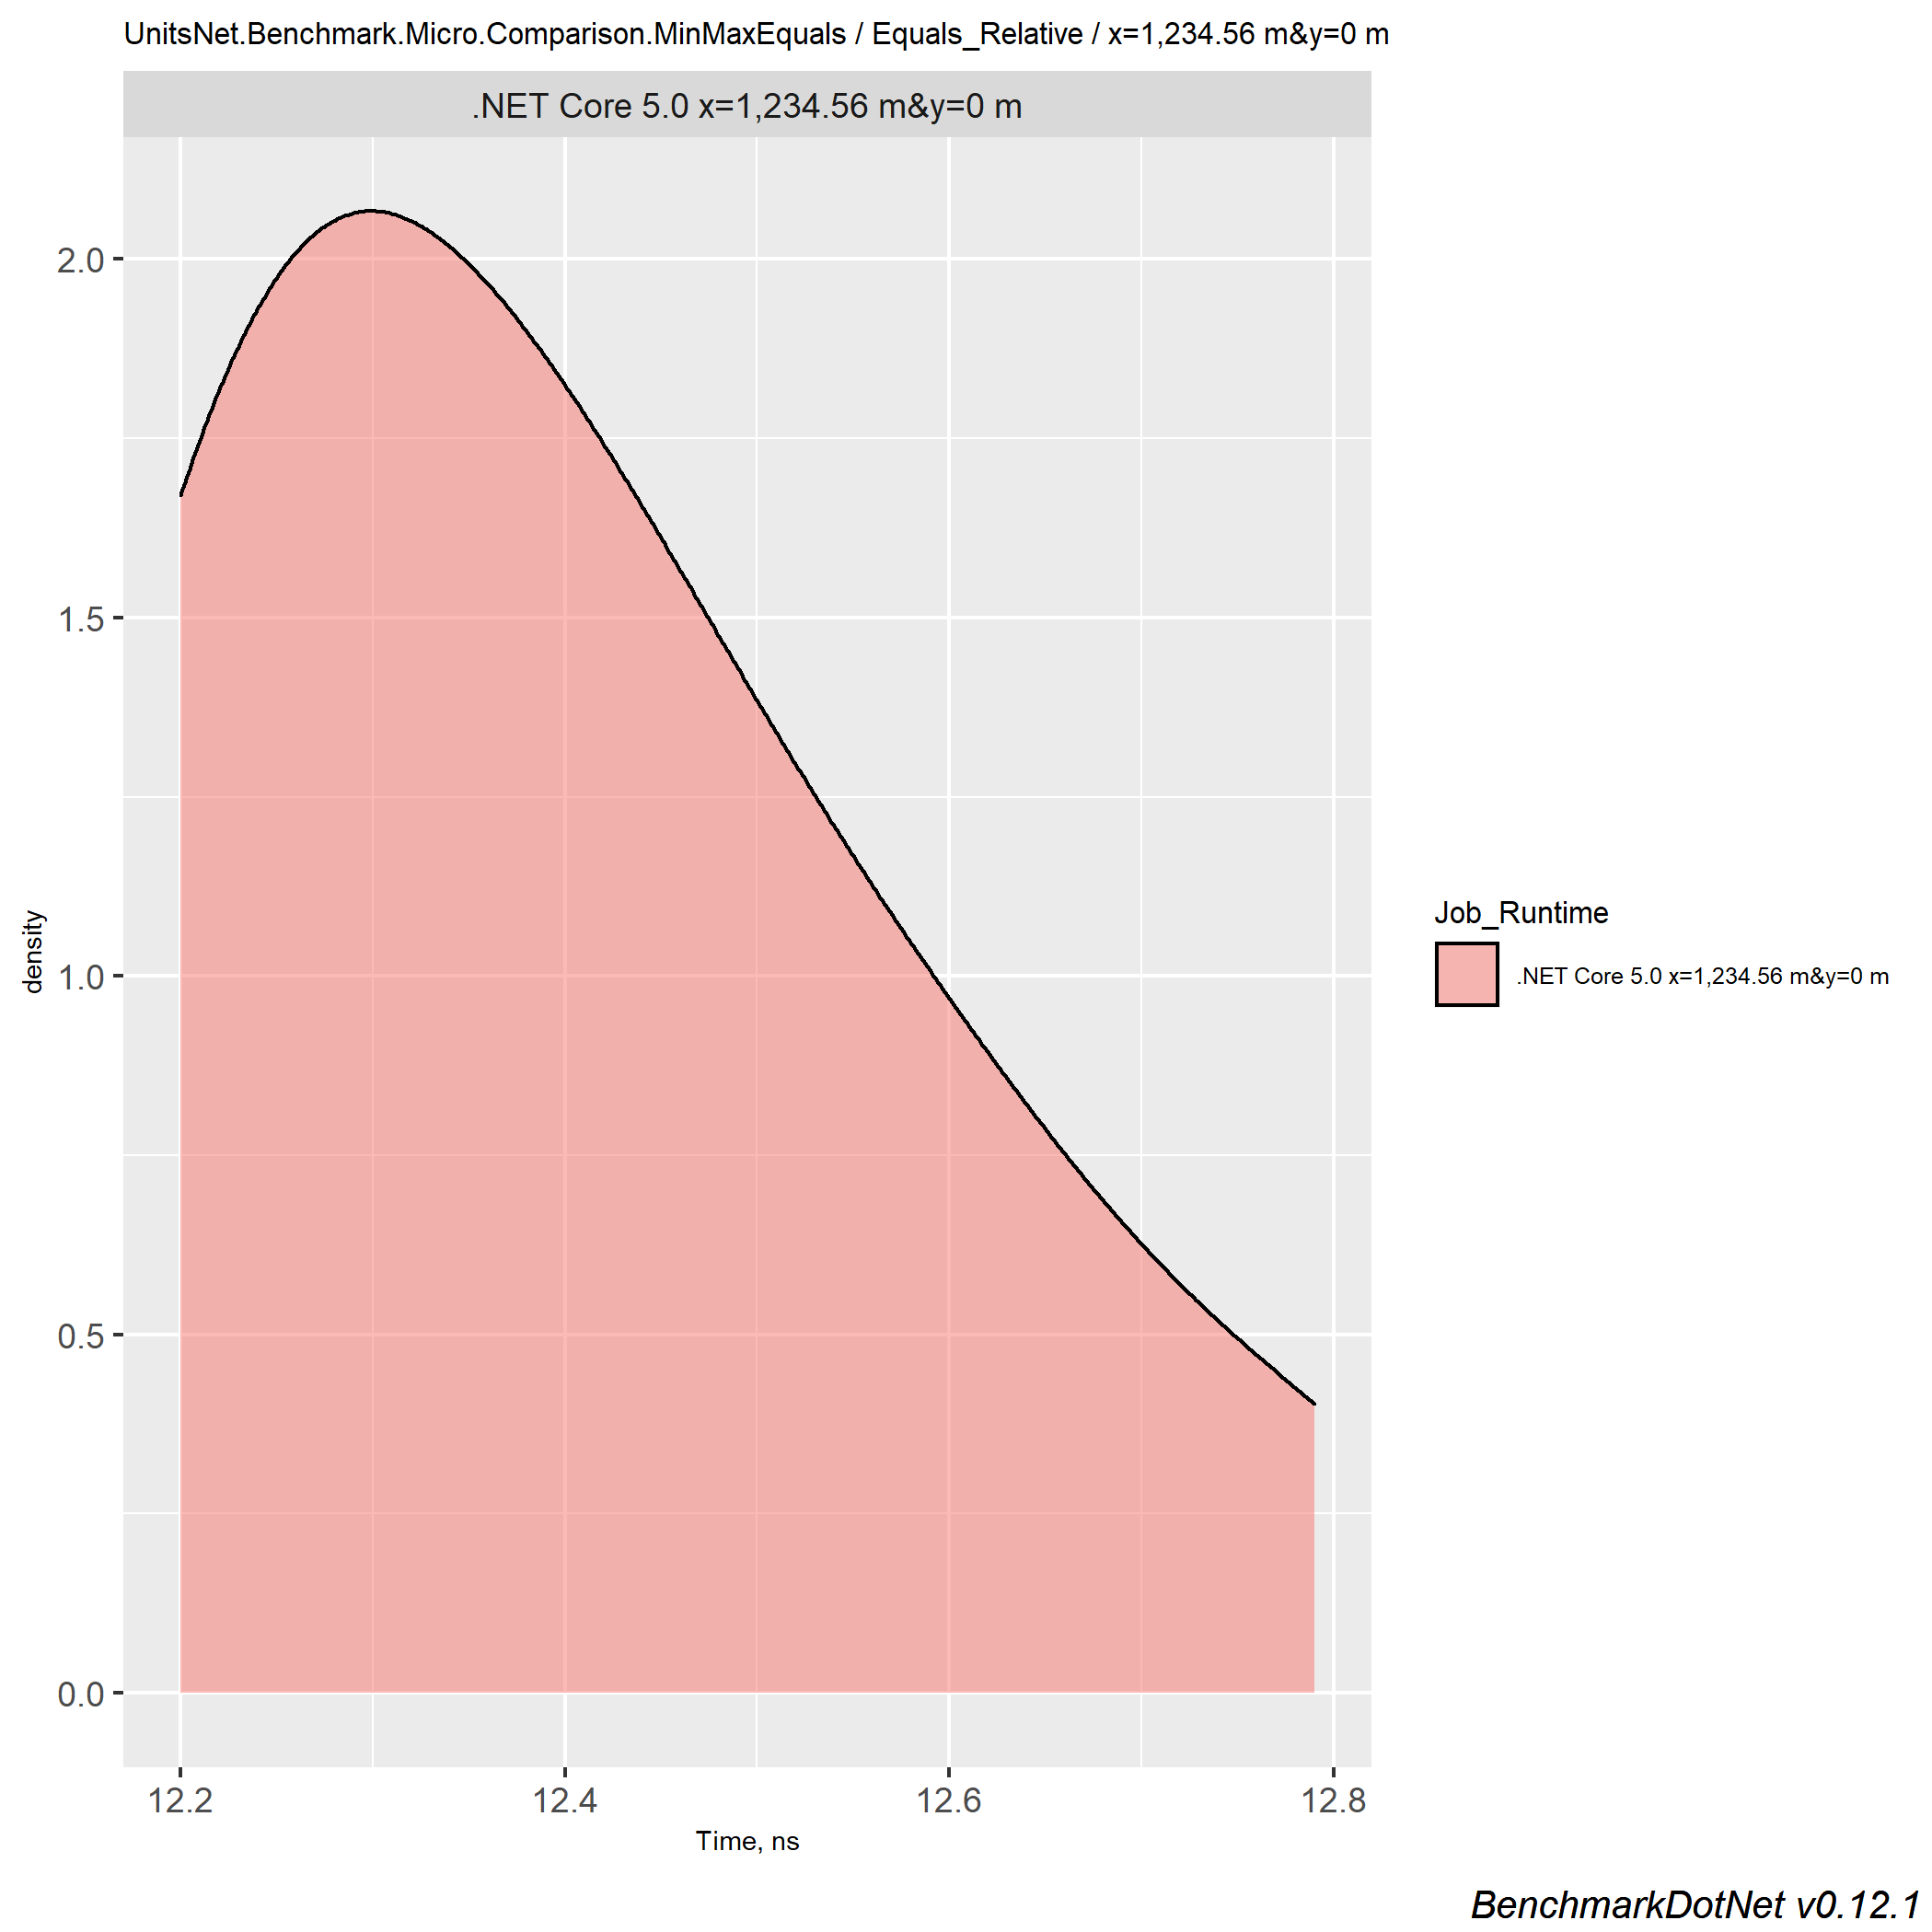 UnitsNet.Benchmark.Micro.Comparison.MinMaxEquals / Equals_Relative / x=1,234.56 m&y=0 m
.NET Core 5.0 x=1,234.56 m&y=0 m
2.0
1.5
1.0
0.5
0.0
density
12.2 12.4 12.6 12.8
Time, ns
Job_Runtime
.NET Core 5.0 x=1,234.56 m&y=0 m
BenchmarkDotNet v0.12.1